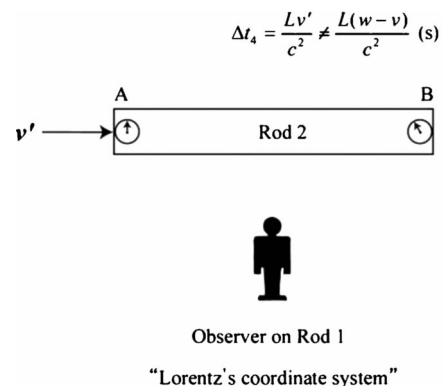 Δt₄ = Lv′/c² ≠ L(w − v)/c² (s)
A B
v′ Rod 2
Observer on Rod 1
“Lorentz's coordinate system”